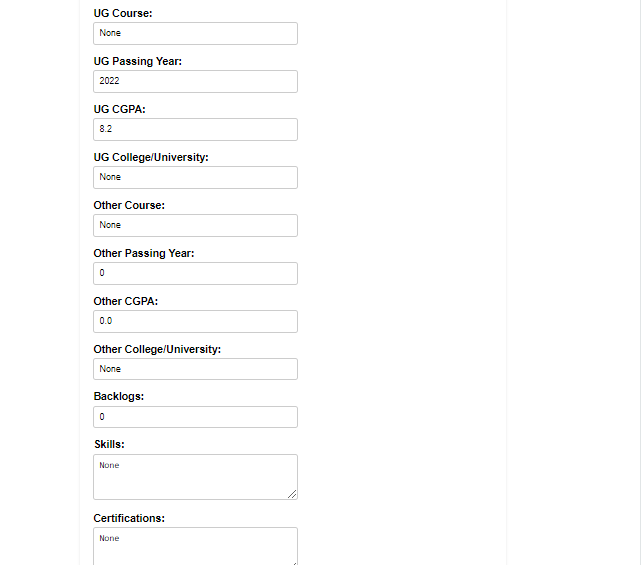 UG Course:
None
UG Passing Year:
2022
UG CGPA:
8.2
UG College/University:
None
Other Course:
None
Other Passing Year:
0
Other CGPA:
0.0
Other College/University:
None
Backlogs:
0
Skills:
None
Certifications:
None